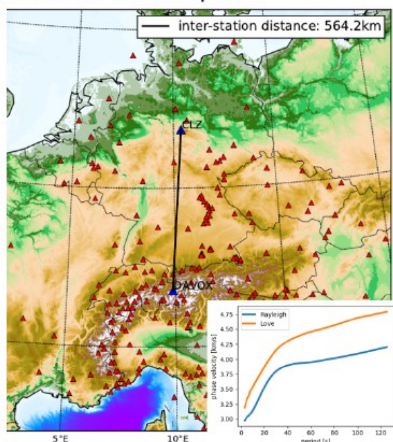 inter-station distance: 564.2km
CLZ
DAVOX
Rayleigh
Love
4.75
4.50
4.25
4.00
3.75
3.50
3.25
3.00
phase velocity [km/s]
0 20 40 60 80 100 120
period [s]
5°E 10°E